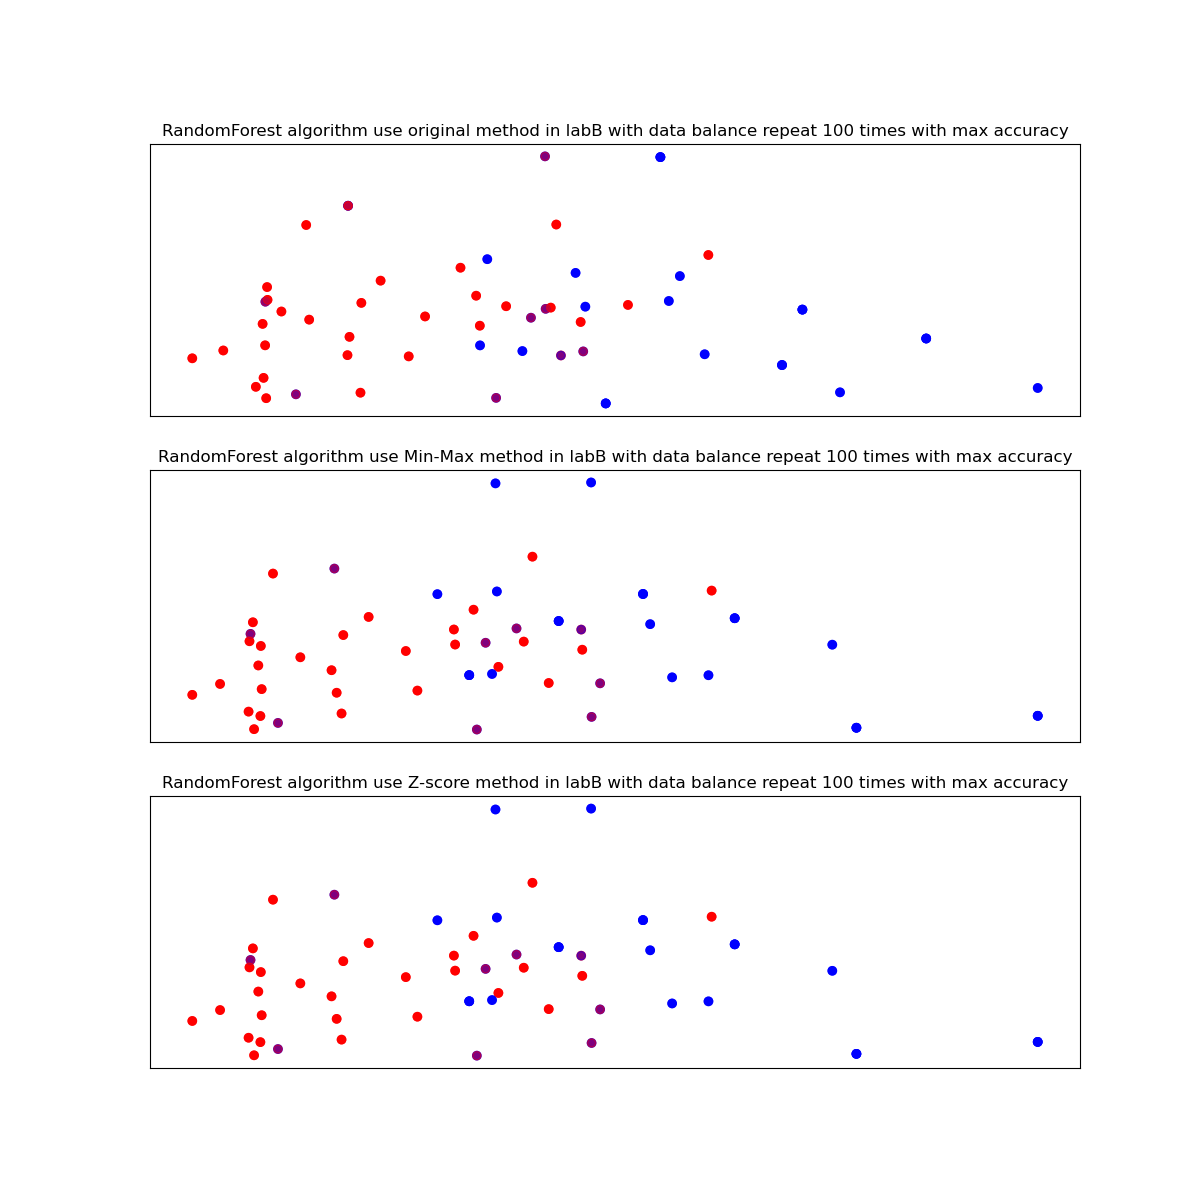 RandomForest algorithm use original method in labB with data balance repeat 100 times with max accuracy
RandomForest algorithm use Min-Max method in labB with data balance repeat 100 times with max accuracy
RandomForest algorithm use Z-score method in labB with data balance repeat 100 times with max accuracy